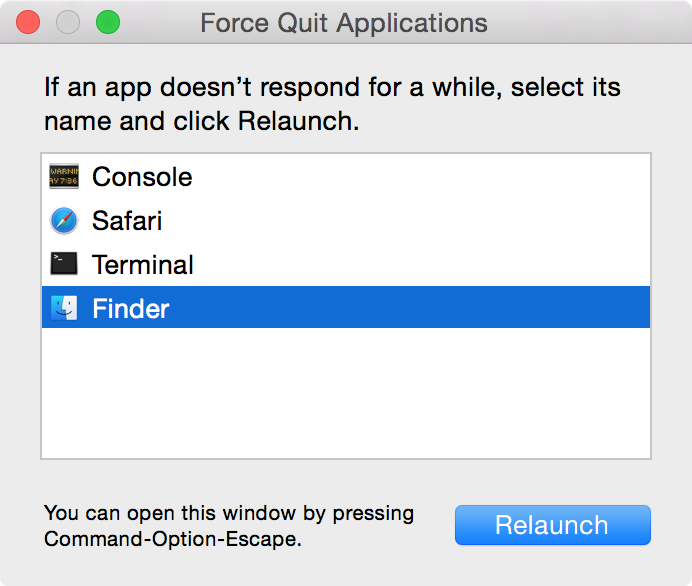 Force Quit Applications
If an app doesn’t respond for a while, select its
name and click Relaunch.
WARNIN
AY 7:36
Console
Safari
>_
Terminal
Finder
You can open this window by pressing
Command-Option-Escape.
Relaunch